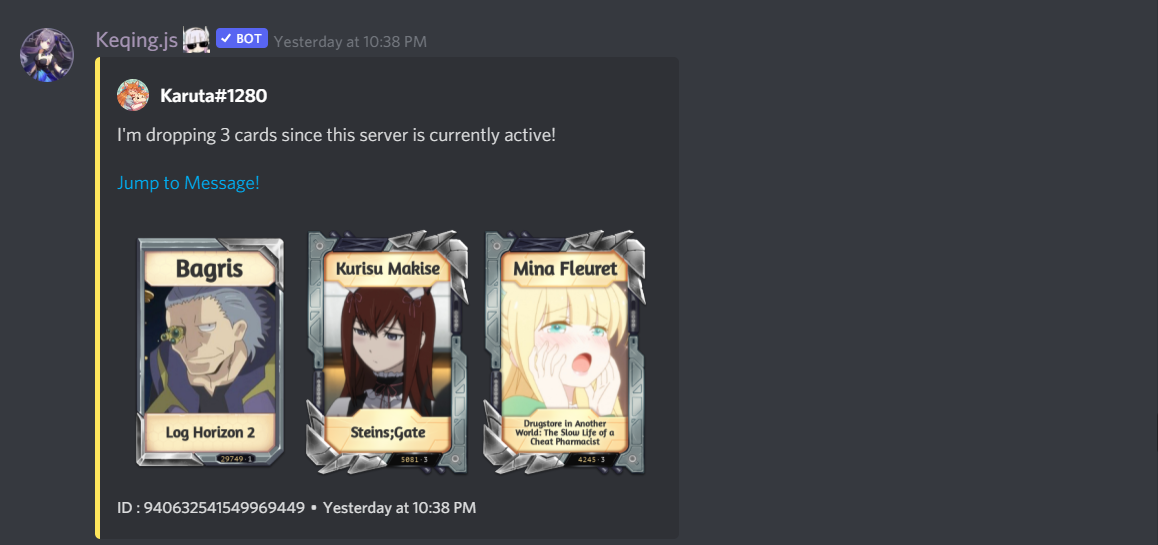 Keqing.js BOT Yesterday at 10:38 PM
Karuta#1280
I'm dropping 3 cards since this server is currently active!
Jump to Message!
Bagris
Log Horizon 2
29749·1
Kurisu Makise
Steins;Gate
5081·3
Mina Fleuret
Drugstore in Another
World: The Slow Life of a
Cheat Pharmacist
4245·3
ID : 940632541549969449 • Yesterday at 10:38 PM